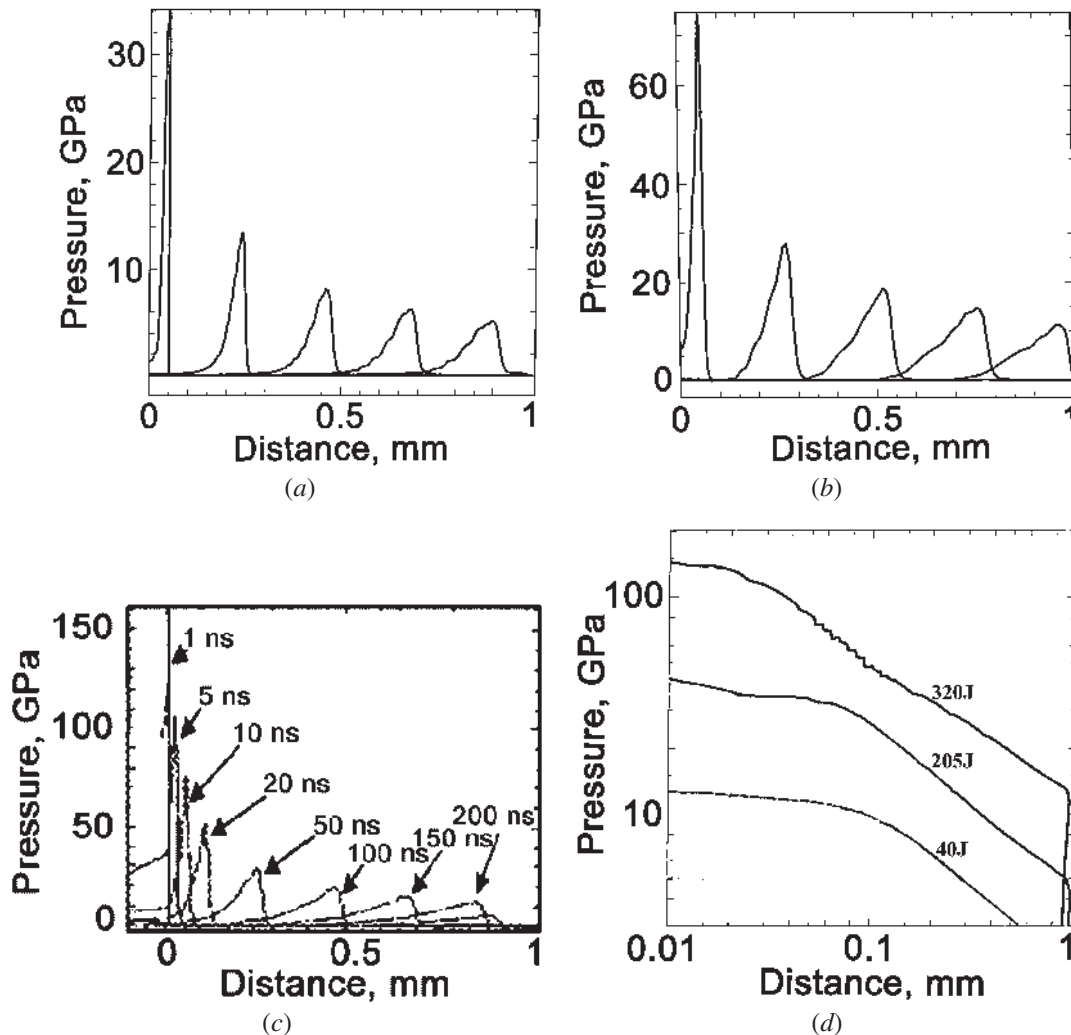 30
20
10
0
0.5
1
Pressure, GPa
Distance, mm
(a)
60
40
20
0
0
0.5
1
Pressure, GPa
Distance, mm
(b)
150
100
50
0
0
0.5
1
1 ns
5 ns
10 ns
20 ns
50 ns
100 ns
150 ns
200 ns
Pressure, GPa
Distance, mm
(c)
100
10
0.01
0.1
1
320J
205J
40J
Pressure, GPa
Distance, mm
(d)